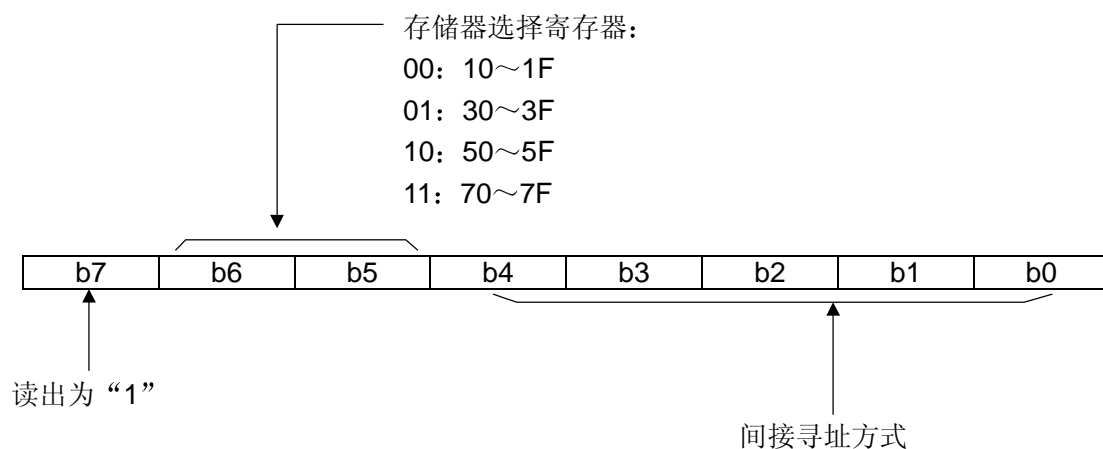 存储器选择寄存器：
00：10～1F
01：30～3F
10：50～5F
11：70～7F
b7 b6 b5 b4 b3 b2 b1 b0
读出为“1”
间接寻址方式